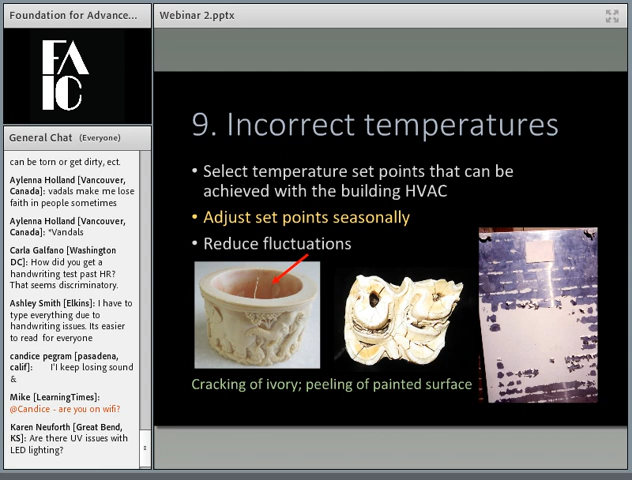 Foundation for Advance...
FA
IC
General Chat (Everyone)
can be torn or get dirty, ect.
Aylenna Holland [Vancouver,
Canada]: vadals make me lose
faith in people sometimes
Aylenna Holland [Vancouver,
Canada]: *Vandals
Carla Galfano [Washington
DC]: How did you get a
handwriting test past HR?
That seems discriminatory.
Ashley Smith [Elkins]: I have to
type everything due to
handwriting issues. Its easier
to read for everyone
candice pegram [pasadena,
calif]: I'l keep losing sound
&
Mike [LearningTimes]:
@Candice - are you on wifi?
Karen Neuforth [Great Bend,
KS]: Are there UV issues with
LED lighting?
Webinar 2.pptx
9. Incorrect temperatures
• Select temperature set points that can be
achieved with the building HVAC
• Adjust set points seasonally
• Reduce fluctuations
Cracking of ivory; peeling of painted surface